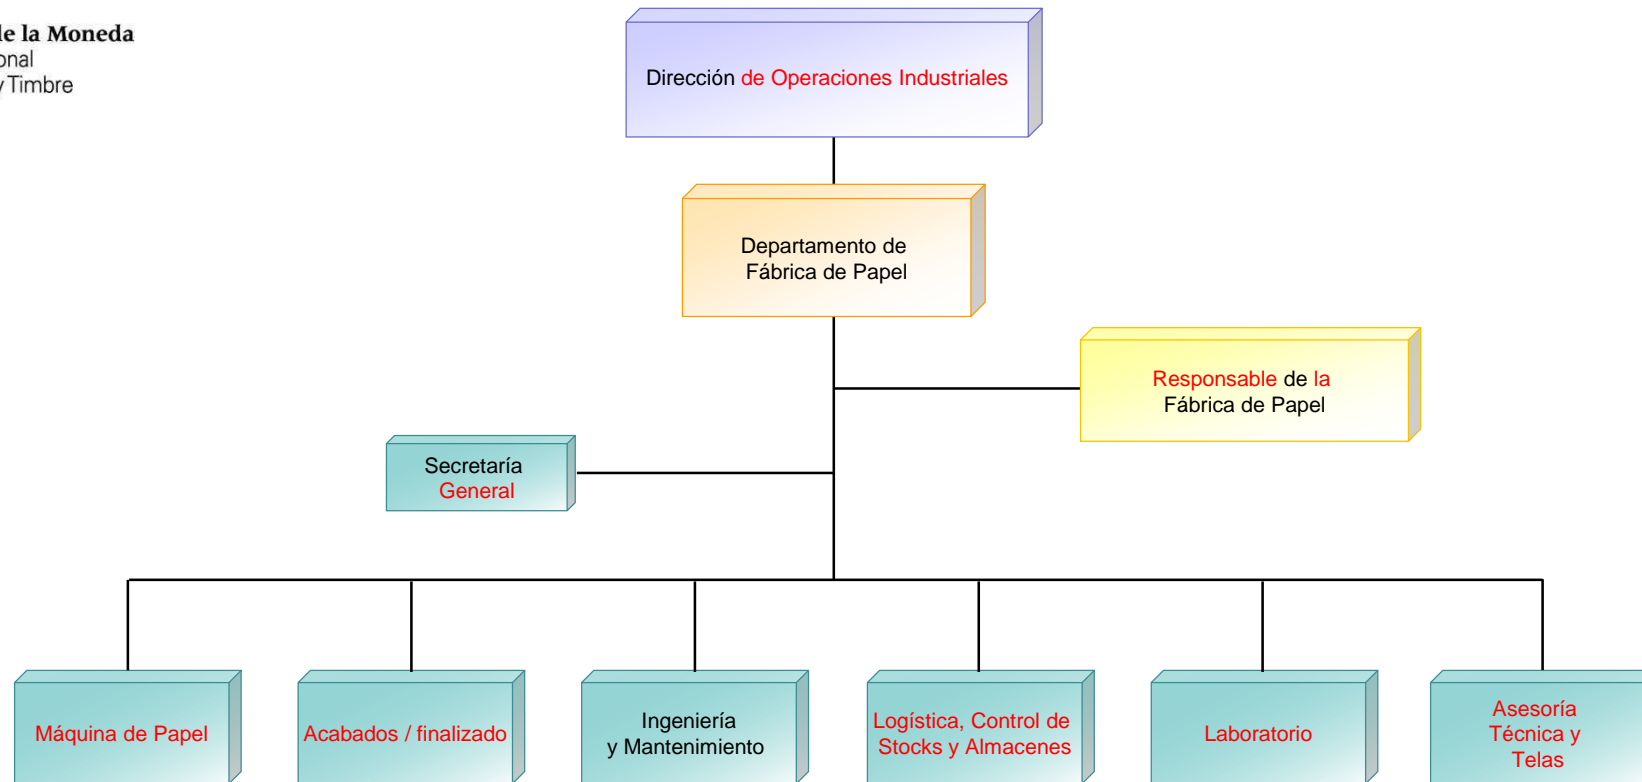 de la Moneda
onal
y Timbre
Dirección de Operaciones Industriales
Departamento de
Fábrica de Papel
Responsable de la
Fábrica de Papel
Secretaría
General
Máquina de Papel
Acabados / finalizado
Ingeniería
y Mantenimiento
Logística, Control de
Stocks y Almacenes
Laboratorio
Asesoría
Técnica y
Telas